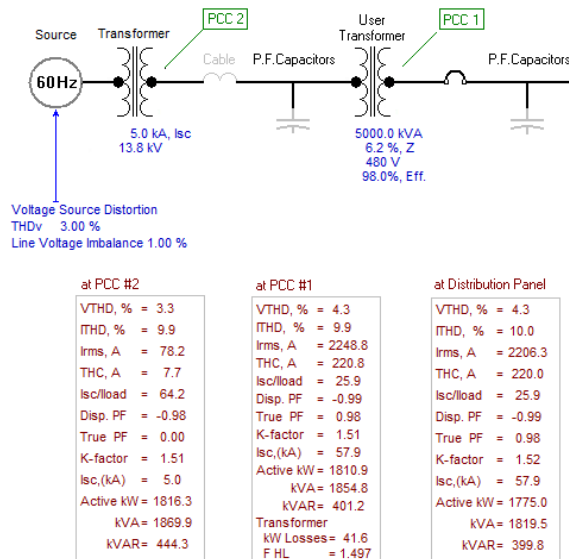 PCC 2
User
PCC 1
Source
Transformer
Transformer
Cable
P.F.Capacitors
P.F.Capacitors
60Hz
5.0 kA, Isc
13.8 kV
5000.0 kVA
6.2 %, Z
480 V
98.0%, Eff.
Voltage Source Distortion
THDv 3.00 %
Line Voltage Imbalance 1.00 %
at PCC #2
VTHD, % = 3.3
ITHD, % = 9.9
Irms, A = 78.2
THC, A = 7.7
Isc/Iload = 64.2
Disp. PF = -0.98
True PF = 0.00
K-factor = 1.51
Isc,(kA) = 5.0
Active kW = 1816.3
kVA= 1869.9
kVAR= 444.3
at PCC #1
VTHD, % = 4.3
ITHD, % = 9.9
Irms, A = 2248.8
THC, A = 220.8
Isc/Iload = 25.9
Disp. PF = -0.99
True PF = 0.98
K-factor = 1.51
Isc,(kA) = 57.9
Active kW= 1810.9
kVA= 1854.8
kVAR= 401.2
Transformer
kW Losses= 41.6
F HL = 1.497
at Distribution Panel
VTHD, % = 4.3
ITHD, % = 10.0
Irms, A = 2206.3
THC, A = 220.0
Isc/Iload = 25.9
Disp. PF = -0.99
True PF = 0.98
K-factor = 1.52
Isc,(kA) = 57.9
Active kW = 1775.0
kVA= 1819.5
kVAR= 399.8